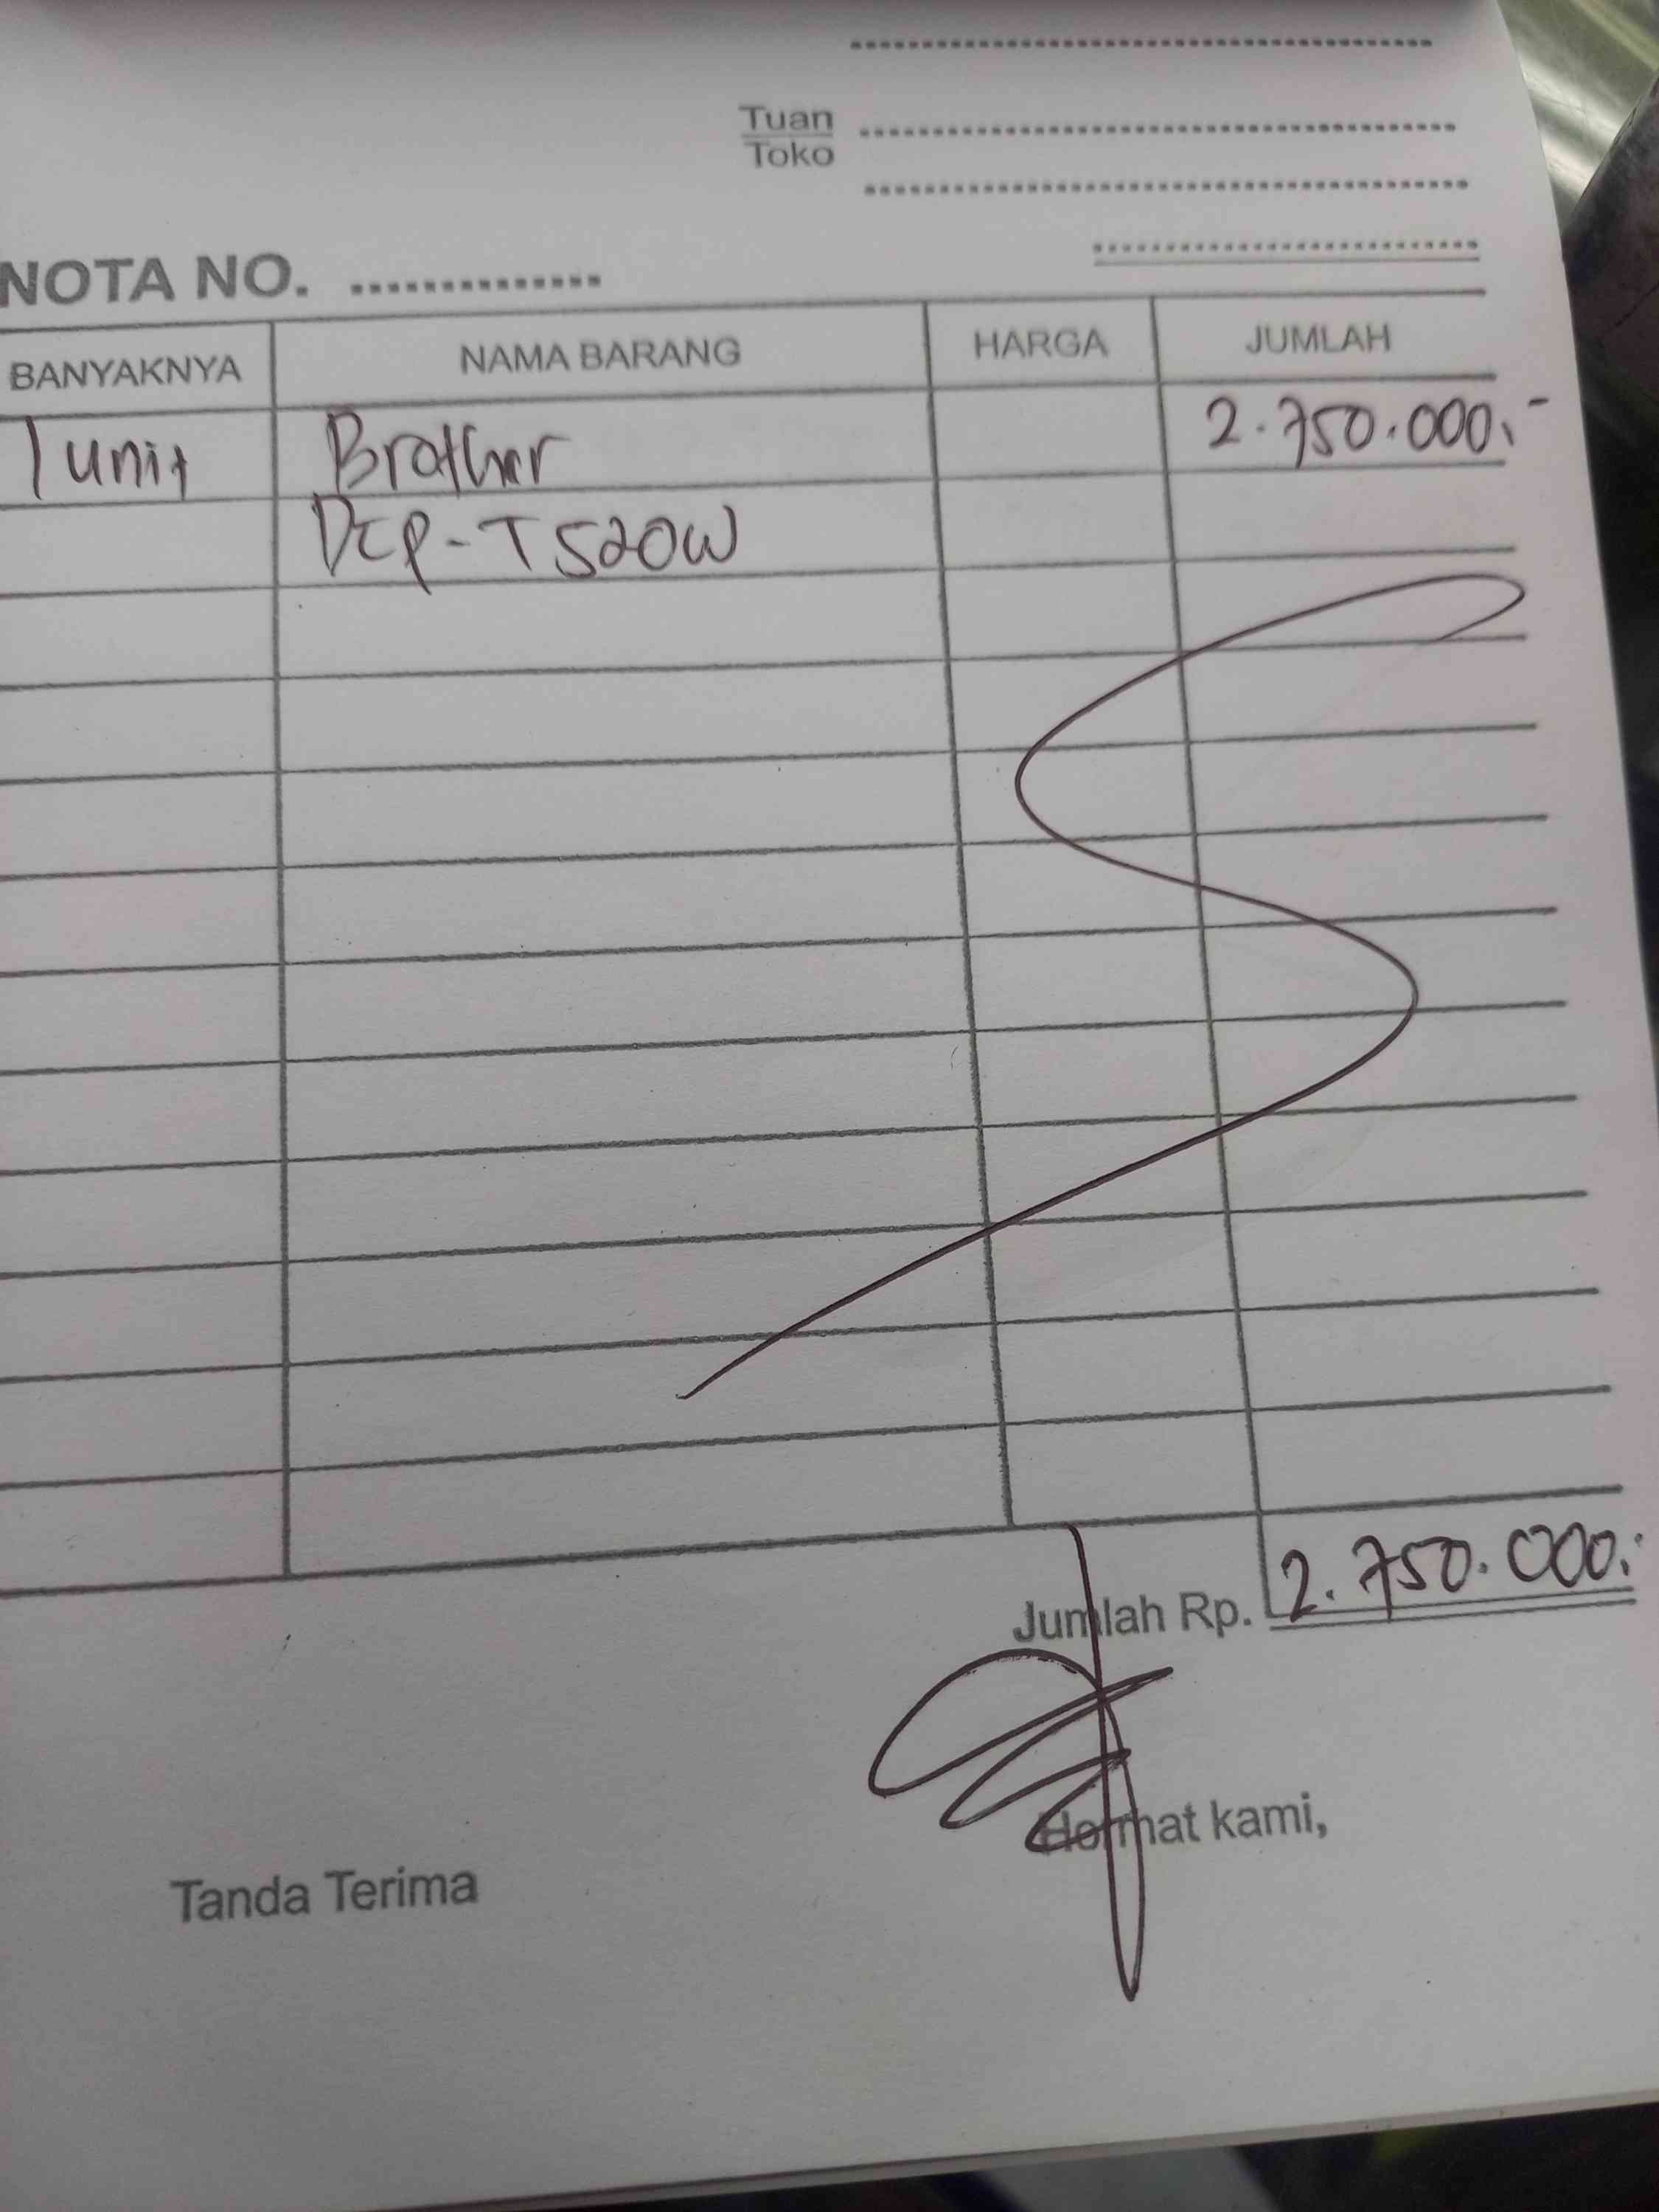 Tuan
Toko
NOTA NO. ..............
BANYAKNYA NAMA BARANG HARGA JUMLAH
1 unit Brother 2.750.000,-
DCP-T520W
Jumlah Rp. 2.750.000,-
Hormat kami,
Tanda Terima